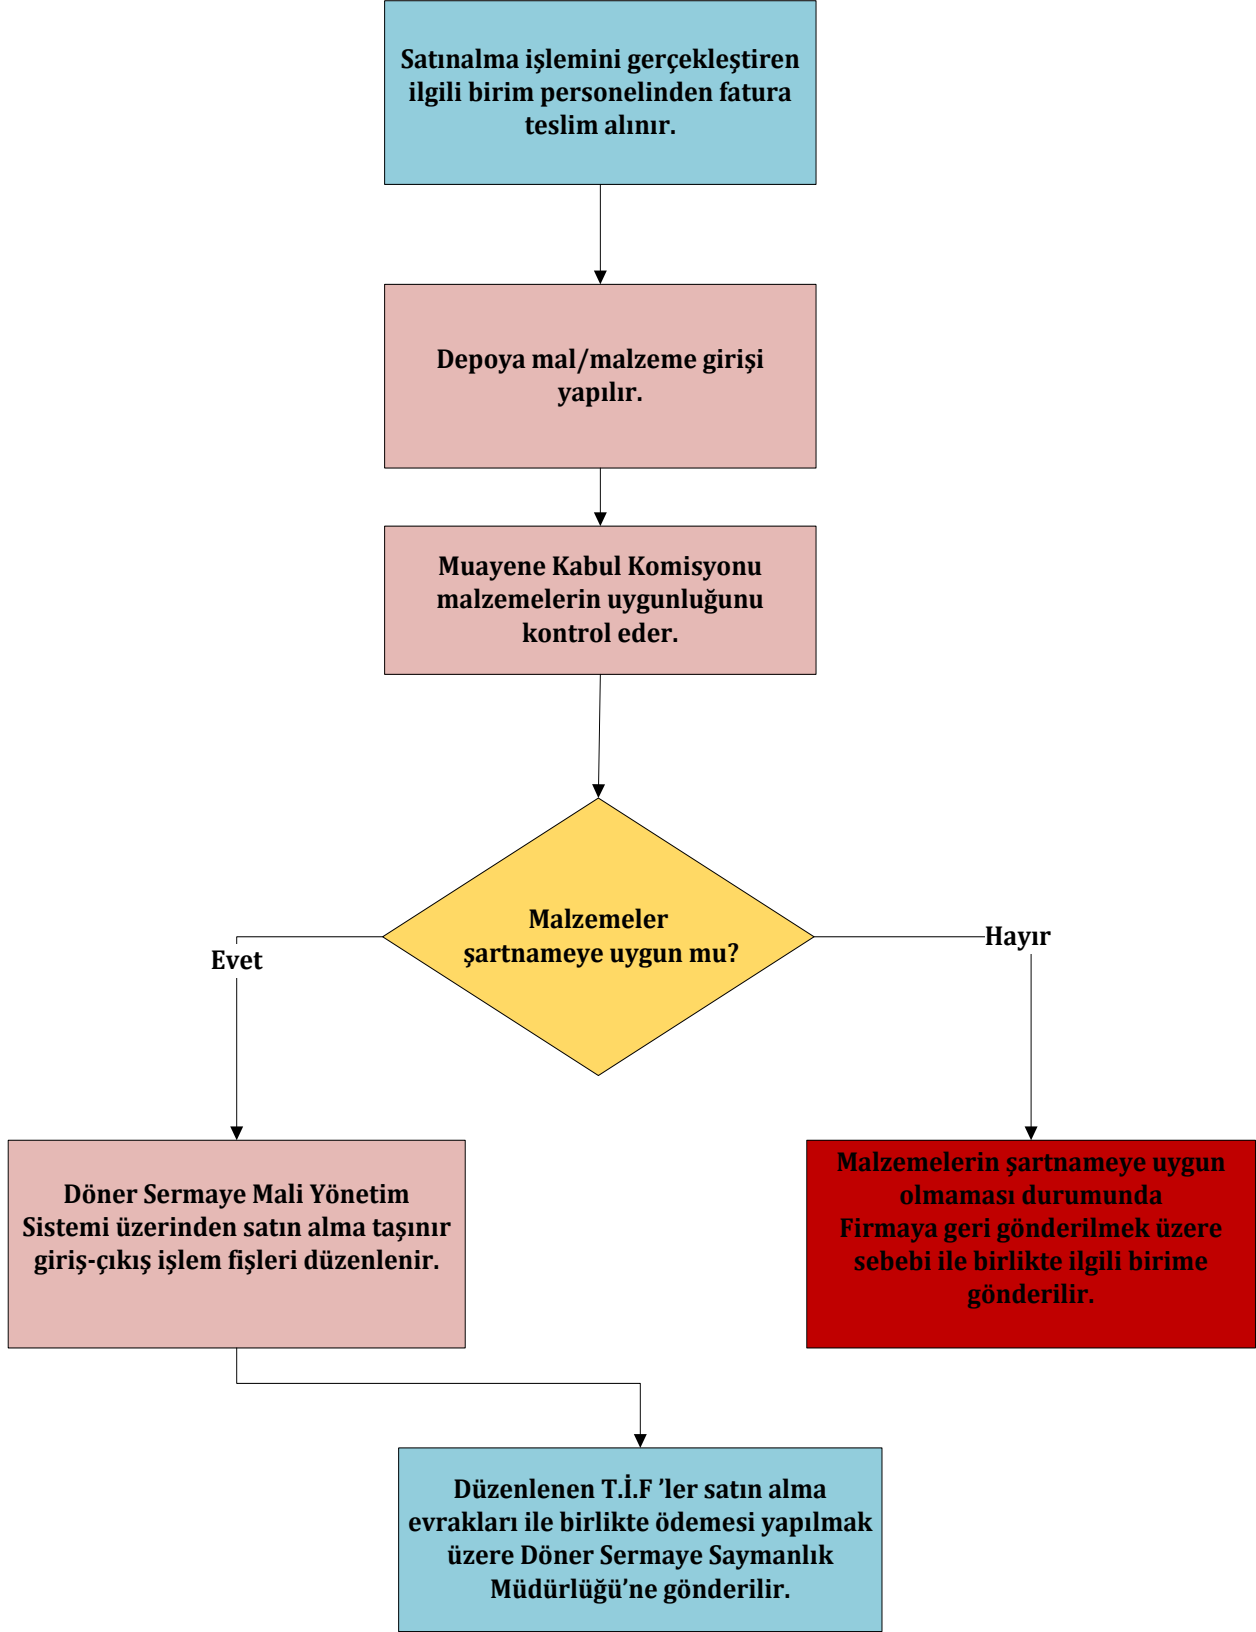 Satınalma işlemini gerçekleştiren
ilgili birim personelinden fatura
teslim alınır.
Depoya mal/malzeme girişi
yapılır.
Muayene Kabul Komisyonu
malzemelerin uygunluğunu
kontrol eder.
Malzemeler
şartnameye uygun mu?
Evet
Hayır
Döner Sermaye Mali Yönetim
Sistemi üzerinden satın alma taşınır
giriş-çıkış işlem fişleri düzenlenir.
Malzemelerin şartnameye uygun
olmaması durumunda
Firmaya geri gönderilmek üzere
sebebi ile birlikte ilgili birime
gönderilir.
Düzenlenen T.İ.F ’ler satın alma
evrakları ile birlikte ödemesi yapılmak
üzere Döner Sermaye Saymanlık
Müdürlüğü’ne gönderilir.